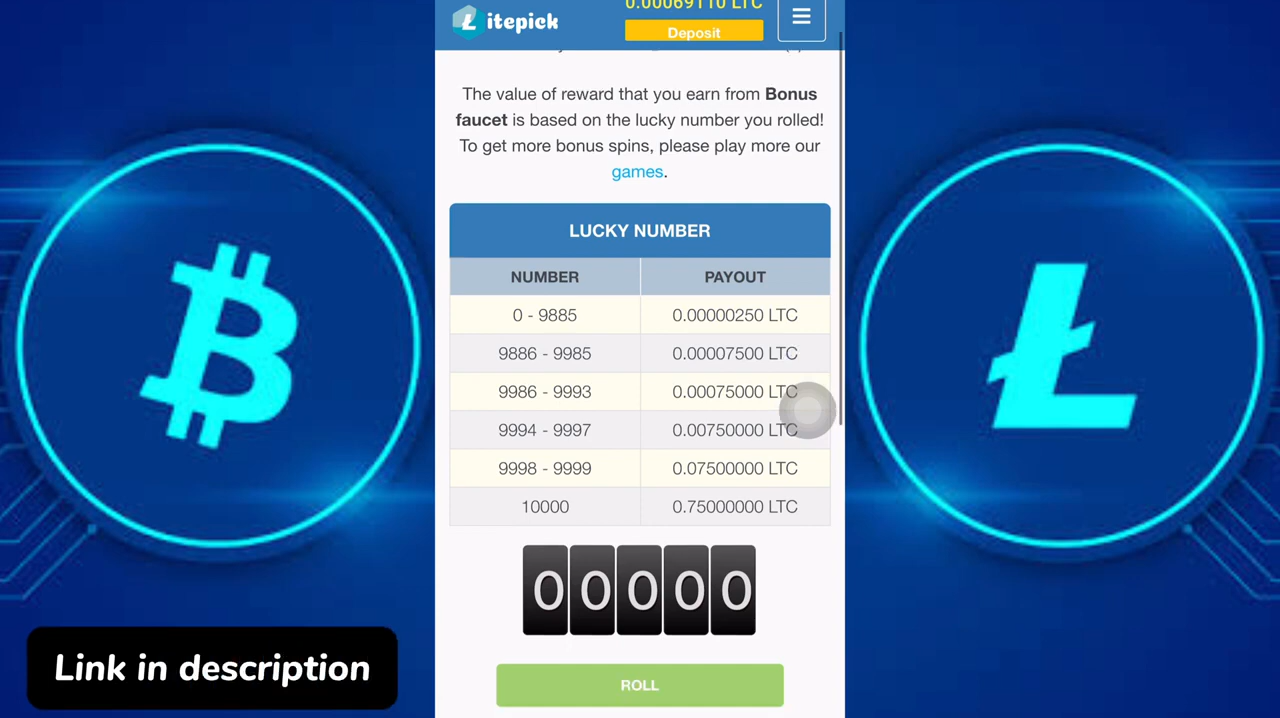 0.00069110 LTC
itepick
Deposit
The value of reward that you earn from Bonus
faucet is based on the lucky number you rolled!
To get more bonus spins, please play more our
games.
LUCKY NUMBER
NUMBER PAYOUT
0 - 9885 0.00000250 LTC
9886 - 9985 0.00007500 LTC
9986 - 9993 0.00075000 LTC
9994 - 9997 0.00750000 LTC
9998 - 9999 0.07500000 LTC
10000 0.75000000 LTC
0 0 0 0 0
ROLL
Link in description